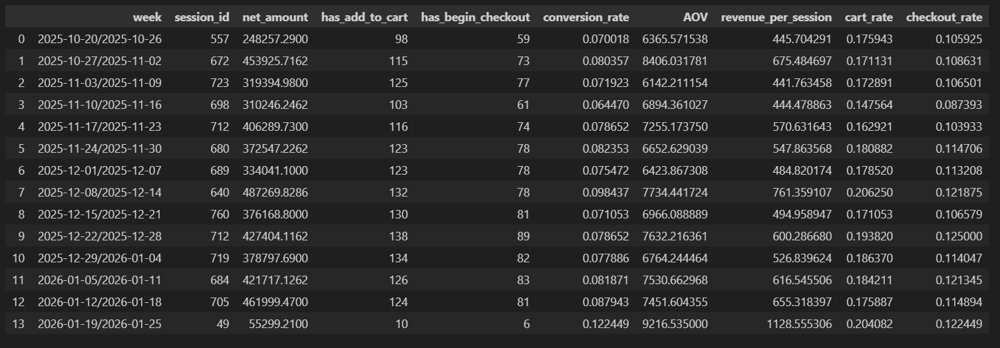 week session_id net_amount has_add_to_cart has_begin_checkout conversion_rate AOV revenue_per_session cart_rate checkout_rate
0 2025-10-20/2025-10-26 557 248257.2900 98 59 0.070018 6365.571538 445.704291 0.175943 0.105925
1 2025-10-27/2025-11-02 672 453925.7162 115 73 0.080357 8406.031781 675.484697 0.171131 0.108631
2 2025-11-03/2025-11-09 723 319394.9800 125 77 0.071923 6142.211154 441.763458 0.172891 0.106501
3 2025-11-10/2025-11-16 698 310246.2462 103 61 0.064470 6894.361027 444.478863 0.147564 0.087393
4 2025-11-17/2025-11-23 712 406289.7300 116 74 0.078652 7255.173750 570.631643 0.162921 0.103933
5 2025-11-24/2025-11-30 680 372547.2262 123 78 0.082353 6652.629039 547.863568 0.180882 0.114706
6 2025-12-01/2025-12-07 689 334041.1000 123 78 0.075472 6423.867308 484.820174 0.178520 0.113208
7 2025-12-08/2025-12-14 640 487269.8286 132 78 0.098437 7734.441724 761.359107 0.206250 0.121875
8 2025-12-15/2025-12-21 760 376168.8000 130 81 0.071053 6966.088889 494.958947 0.171053 0.106579
9 2025-12-22/2025-12-28 712 427404.1162 138 89 0.078652 7632.216361 600.286680 0.193820 0.125000
10 2025-12-29/2026-01-04 719 378797.6900 134 82 0.077886 6764.244464 526.839624 0.186370 0.114047
11 2026-01-05/2026-01-11 684 421717.1262 126 83 0.081871 7530.662968 616.545506 0.184211 0.121345
12 2026-01-12/2026-01-18 705 461999.4700 124 81 0.087943 7451.604355 655.318397 0.175887 0.114894
13 2026-01-19/2026-01-25 49 55299.2100 10 6 0.122449 9216.535000 1128.555306 0.204082 0.122449